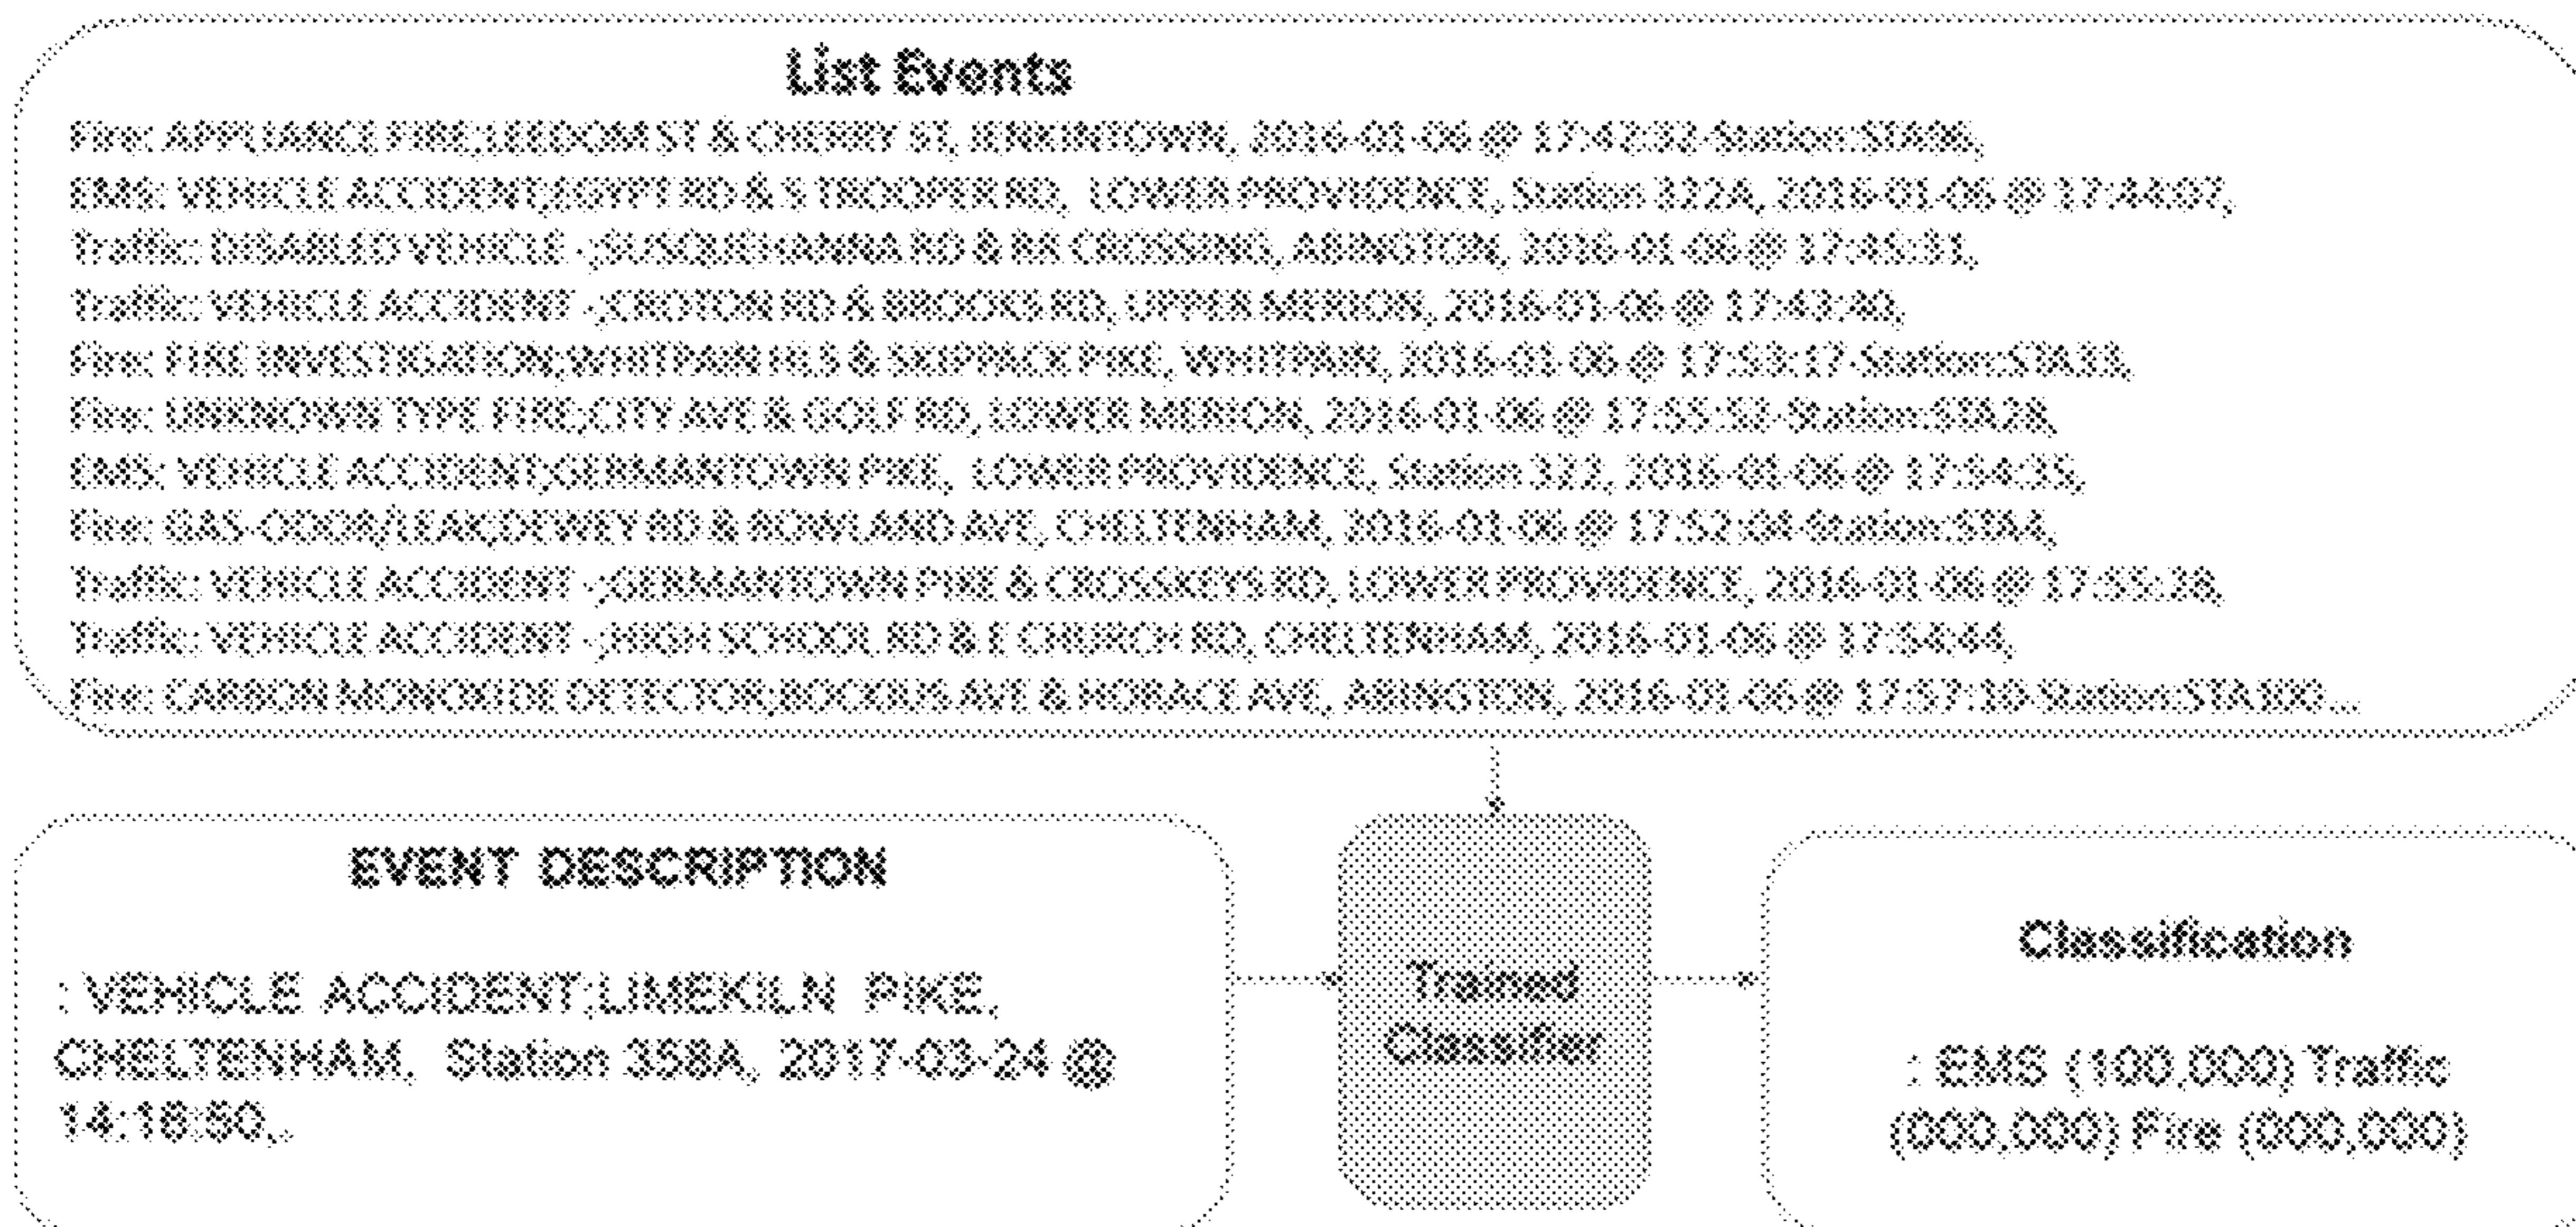 List Events
Fire: APPLIANCE FIRE;LEEDOM ST & CHERRY ST, JENKINTOWN, 2016-01-06 @ 17:42:32-Station:STA06,
EMS: VEHICLE ACCIDENT;EGYPT RD & S TROOPER RD, LOWER PROVIDENCE, Station 322A, 2016-01-06 @ 17:44:07,
Traffic: DISABLED VEHICLE -;SUSQUEHANNA RD & RR CROSSING, ABINGTON, 2016-01-06 @ 17:45:31,
Traffic: VEHICLE ACCIDENT -;CROTON RD & BROOKS RD, UPPER MERION, 2016-01-06 @ 17:43:40,
Fire: FIRE INVESTIGATION;WHITPAIN HLS & SKIPPACK PIKE, WHITPAIN, 2016-01-06 @ 17:53:17-Station:STA33,
Fire: UNKNOWN TYPE FIRE;CITY AVE & GOLF RD, LOWER MERION, 2016-01-06 @ 17:55:53-Station:STA28,
EMS: VEHICLE ACCIDENT;GERMANTOWN PIKE, LOWER PROVIDENCE, Station 322, 2016-01-06 @ 17:54:35,
Fire: GAS-ODOR/LEAK;DEWEY RD & ROWLAND AVE, CHELTENHAM, 2016-01-06 @ 17:52:04-Station:STA4,
Traffic: VEHICLE ACCIDENT -;GERMANTOWN PIKE & CROSSKEYS RD, LOWER PROVIDENCE, 2016-01-06 @ 17:55:28,
Traffic: VEHICLE ACCIDENT -;HIGH SCHOOL RD & E CHURCH RD, CHELTENHAM, 2016-01-06 @ 17:54:44,
Fire: CARBON MONOXIDE DETECTOR;BOCKIUS AVE & HORACE AVE, ABINGTON, 2016-01-06 @ 17:57:10-Station:STA100...
EVENT DESCRIPTION
: VEHICLE ACCIDENT;LIMEKILN PIKE,
CHELTENHAM, Station 358A, 2017-03-24 @
14:18:50,.
Trained
Classifier
Classification
: EMS (100.000) Traffic
(000.000) Fire (000.000)